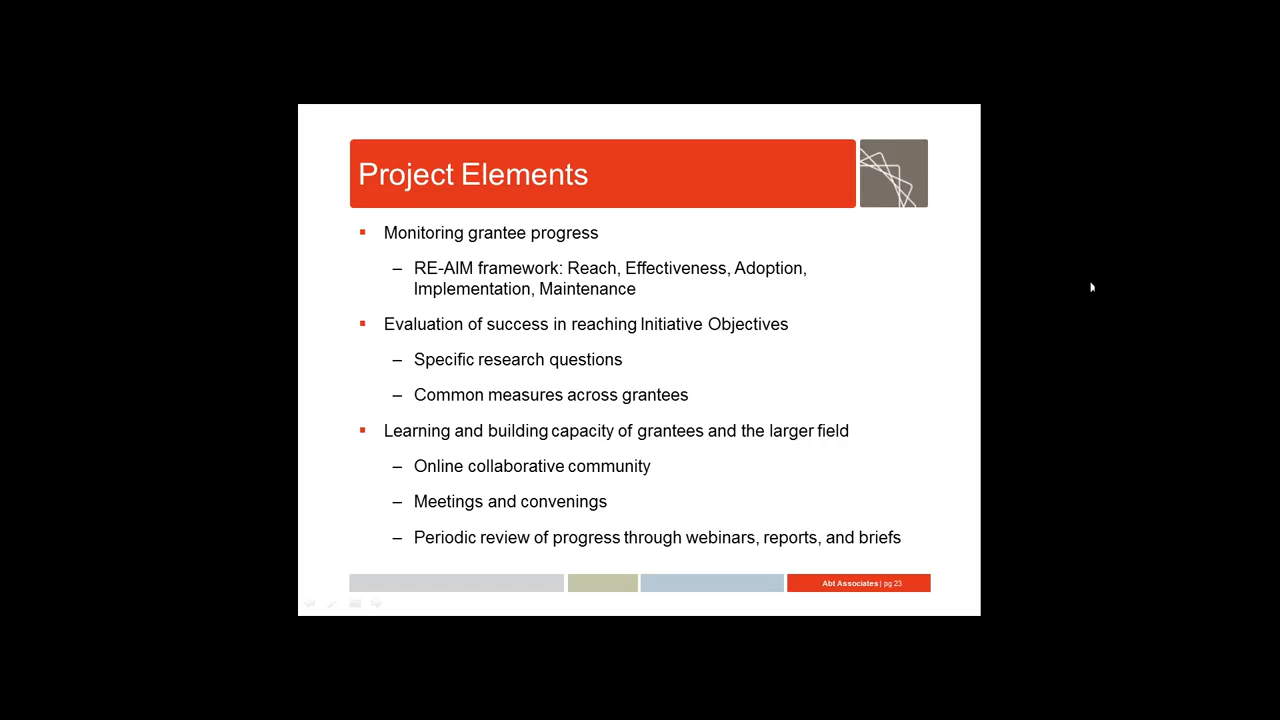 Project Elements
▪ Monitoring grantee progress
– RE-AIM framework: Reach, Effectiveness, Adoption,
Implementation, Maintenance
▪ Evaluation of success in reaching Initiative Objectives
– Specific research questions
– Common measures across grantees
▪ Learning and building capacity of grantees and the larger field
– Online collaborative community
– Meetings and convenings
– Periodic review of progress through webinars, reports, and briefs
Abt Associates | pg 23